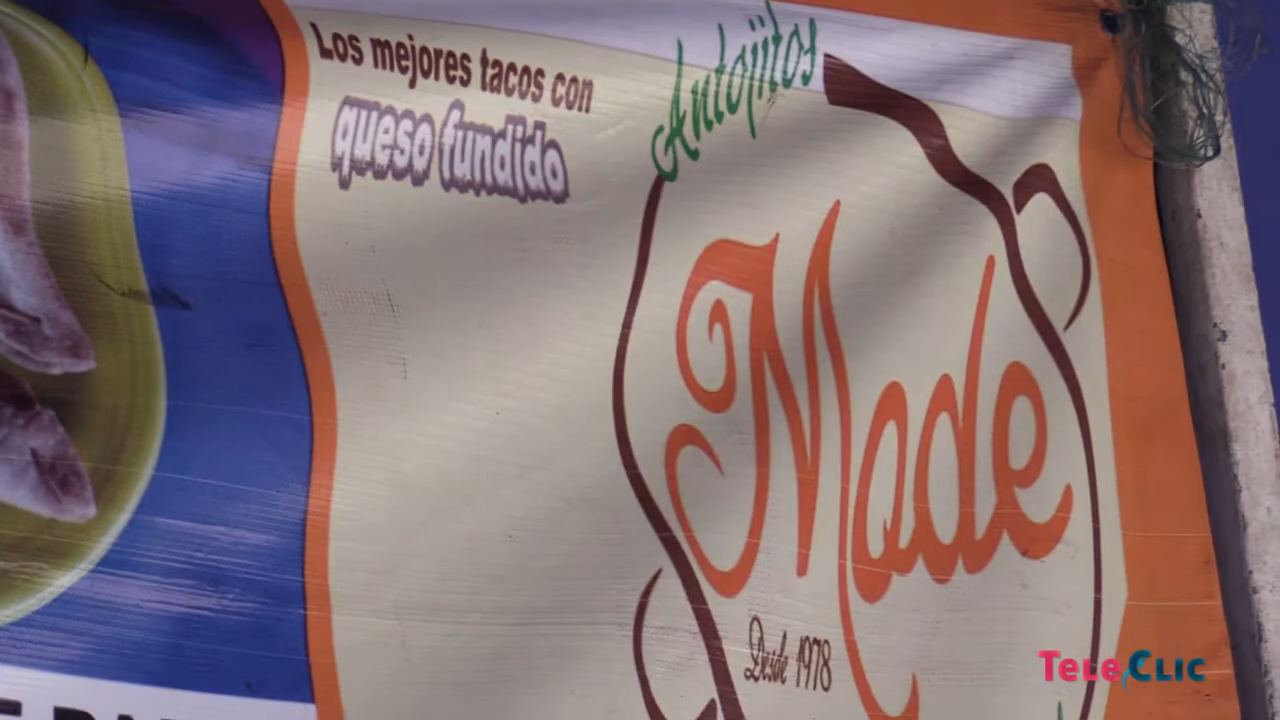 Los mejores tacos con
queso fundido
Antojitos
Made
Desde 1978
TeleClic